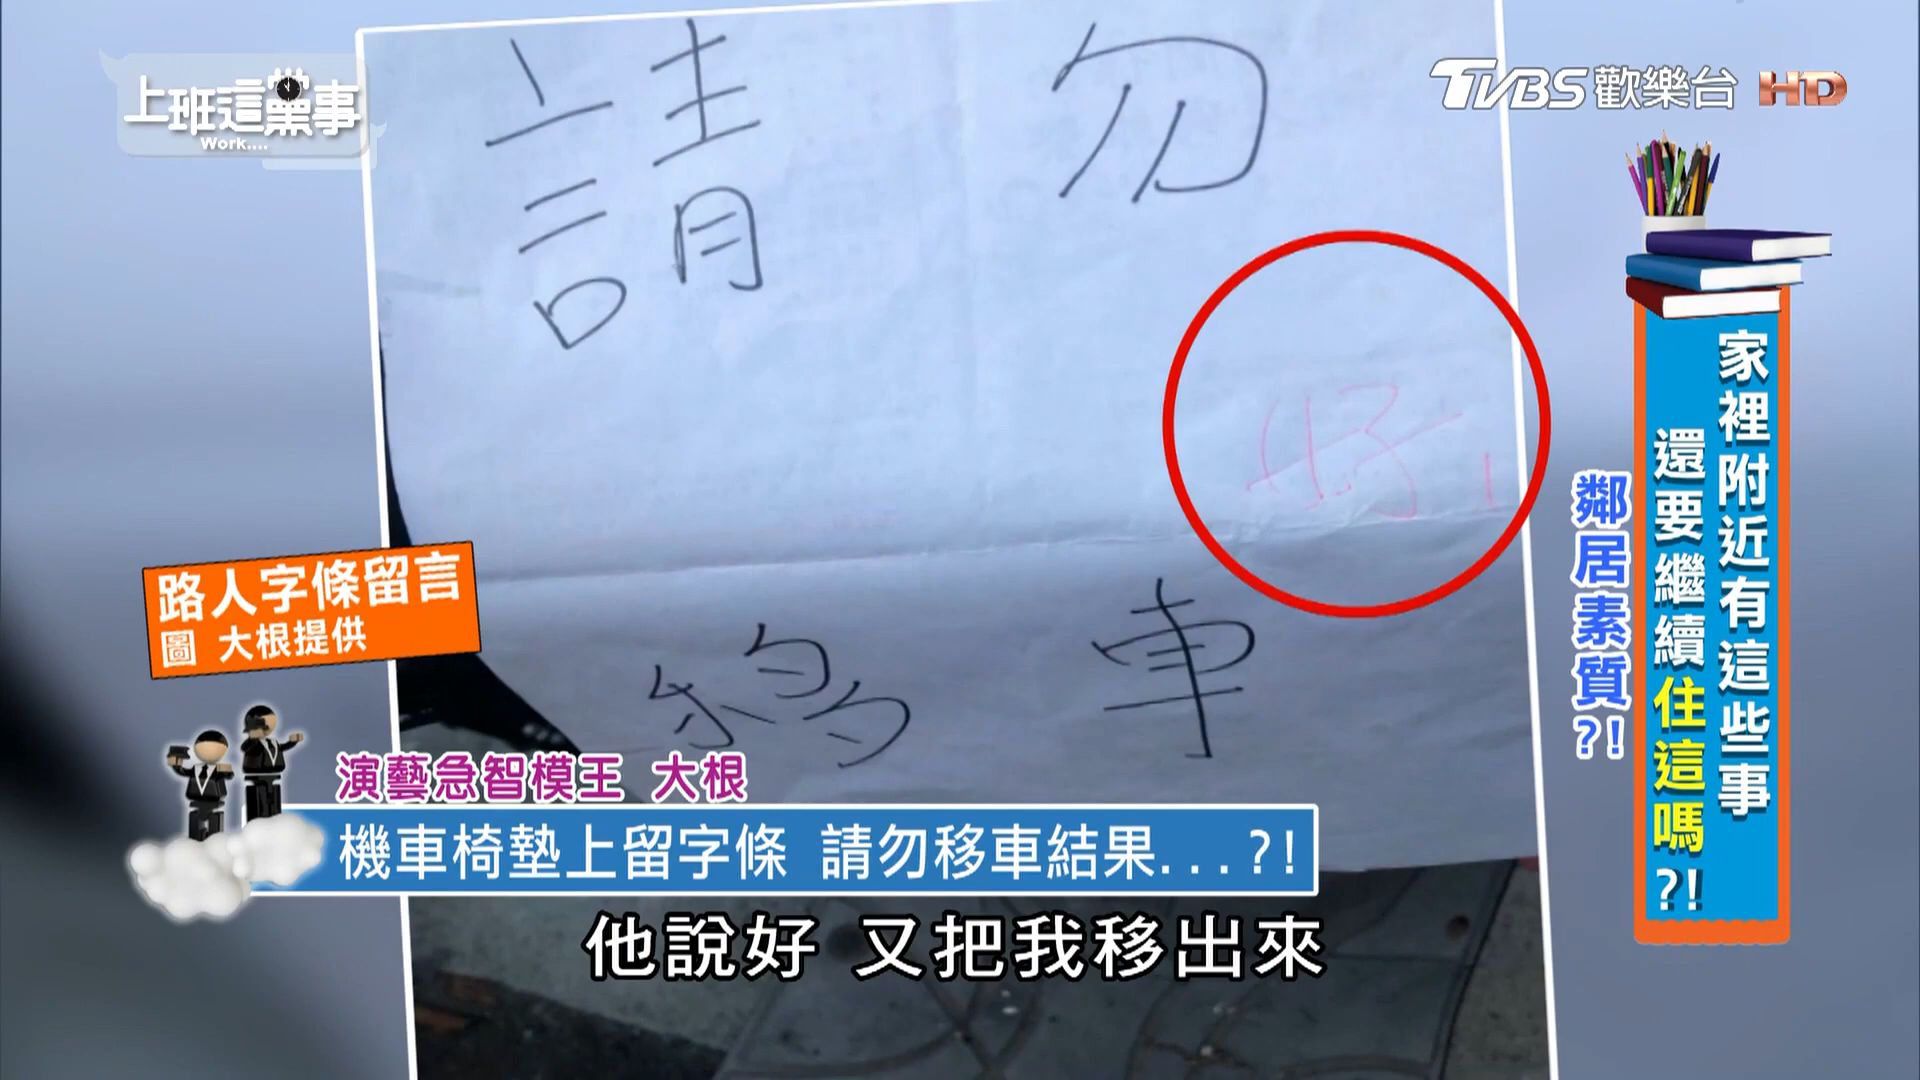 上班這黨事
Work....
TVBS歡樂台 HD
請勿
好
移車
路人字條留言
圖 大根提供
家裡附近有這些事
還要繼續住這嗎?!
鄰居素質?!
演藝急智模王 大根
機車椅墊上留字條 請勿移車結果...?!
他說好 又把我移出來